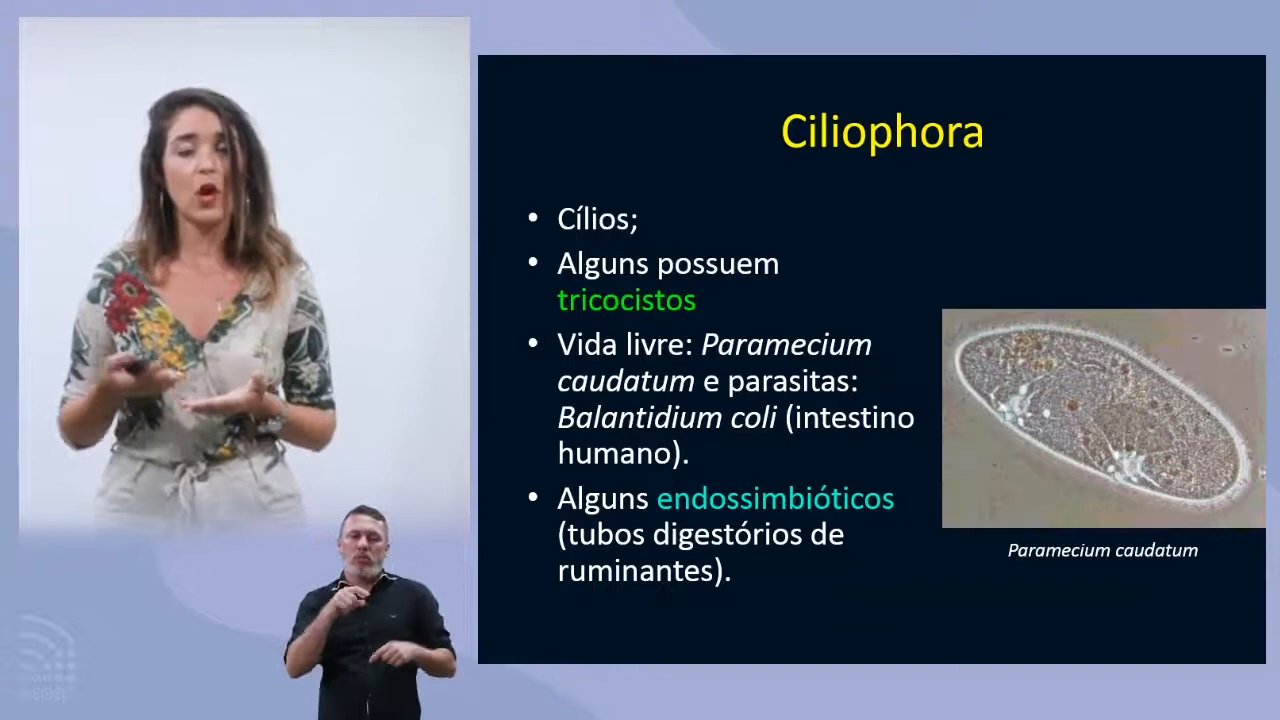 Ciliophora
• Cílios;
• Alguns possuem
tricocistos
• Vida livre: Paramecium
caudatum e parasitas:
Balantidium coli (intestino
humano).
• Alguns endossimbióticos
(tubos digestórios de
ruminantes).
Paramecium caudatum